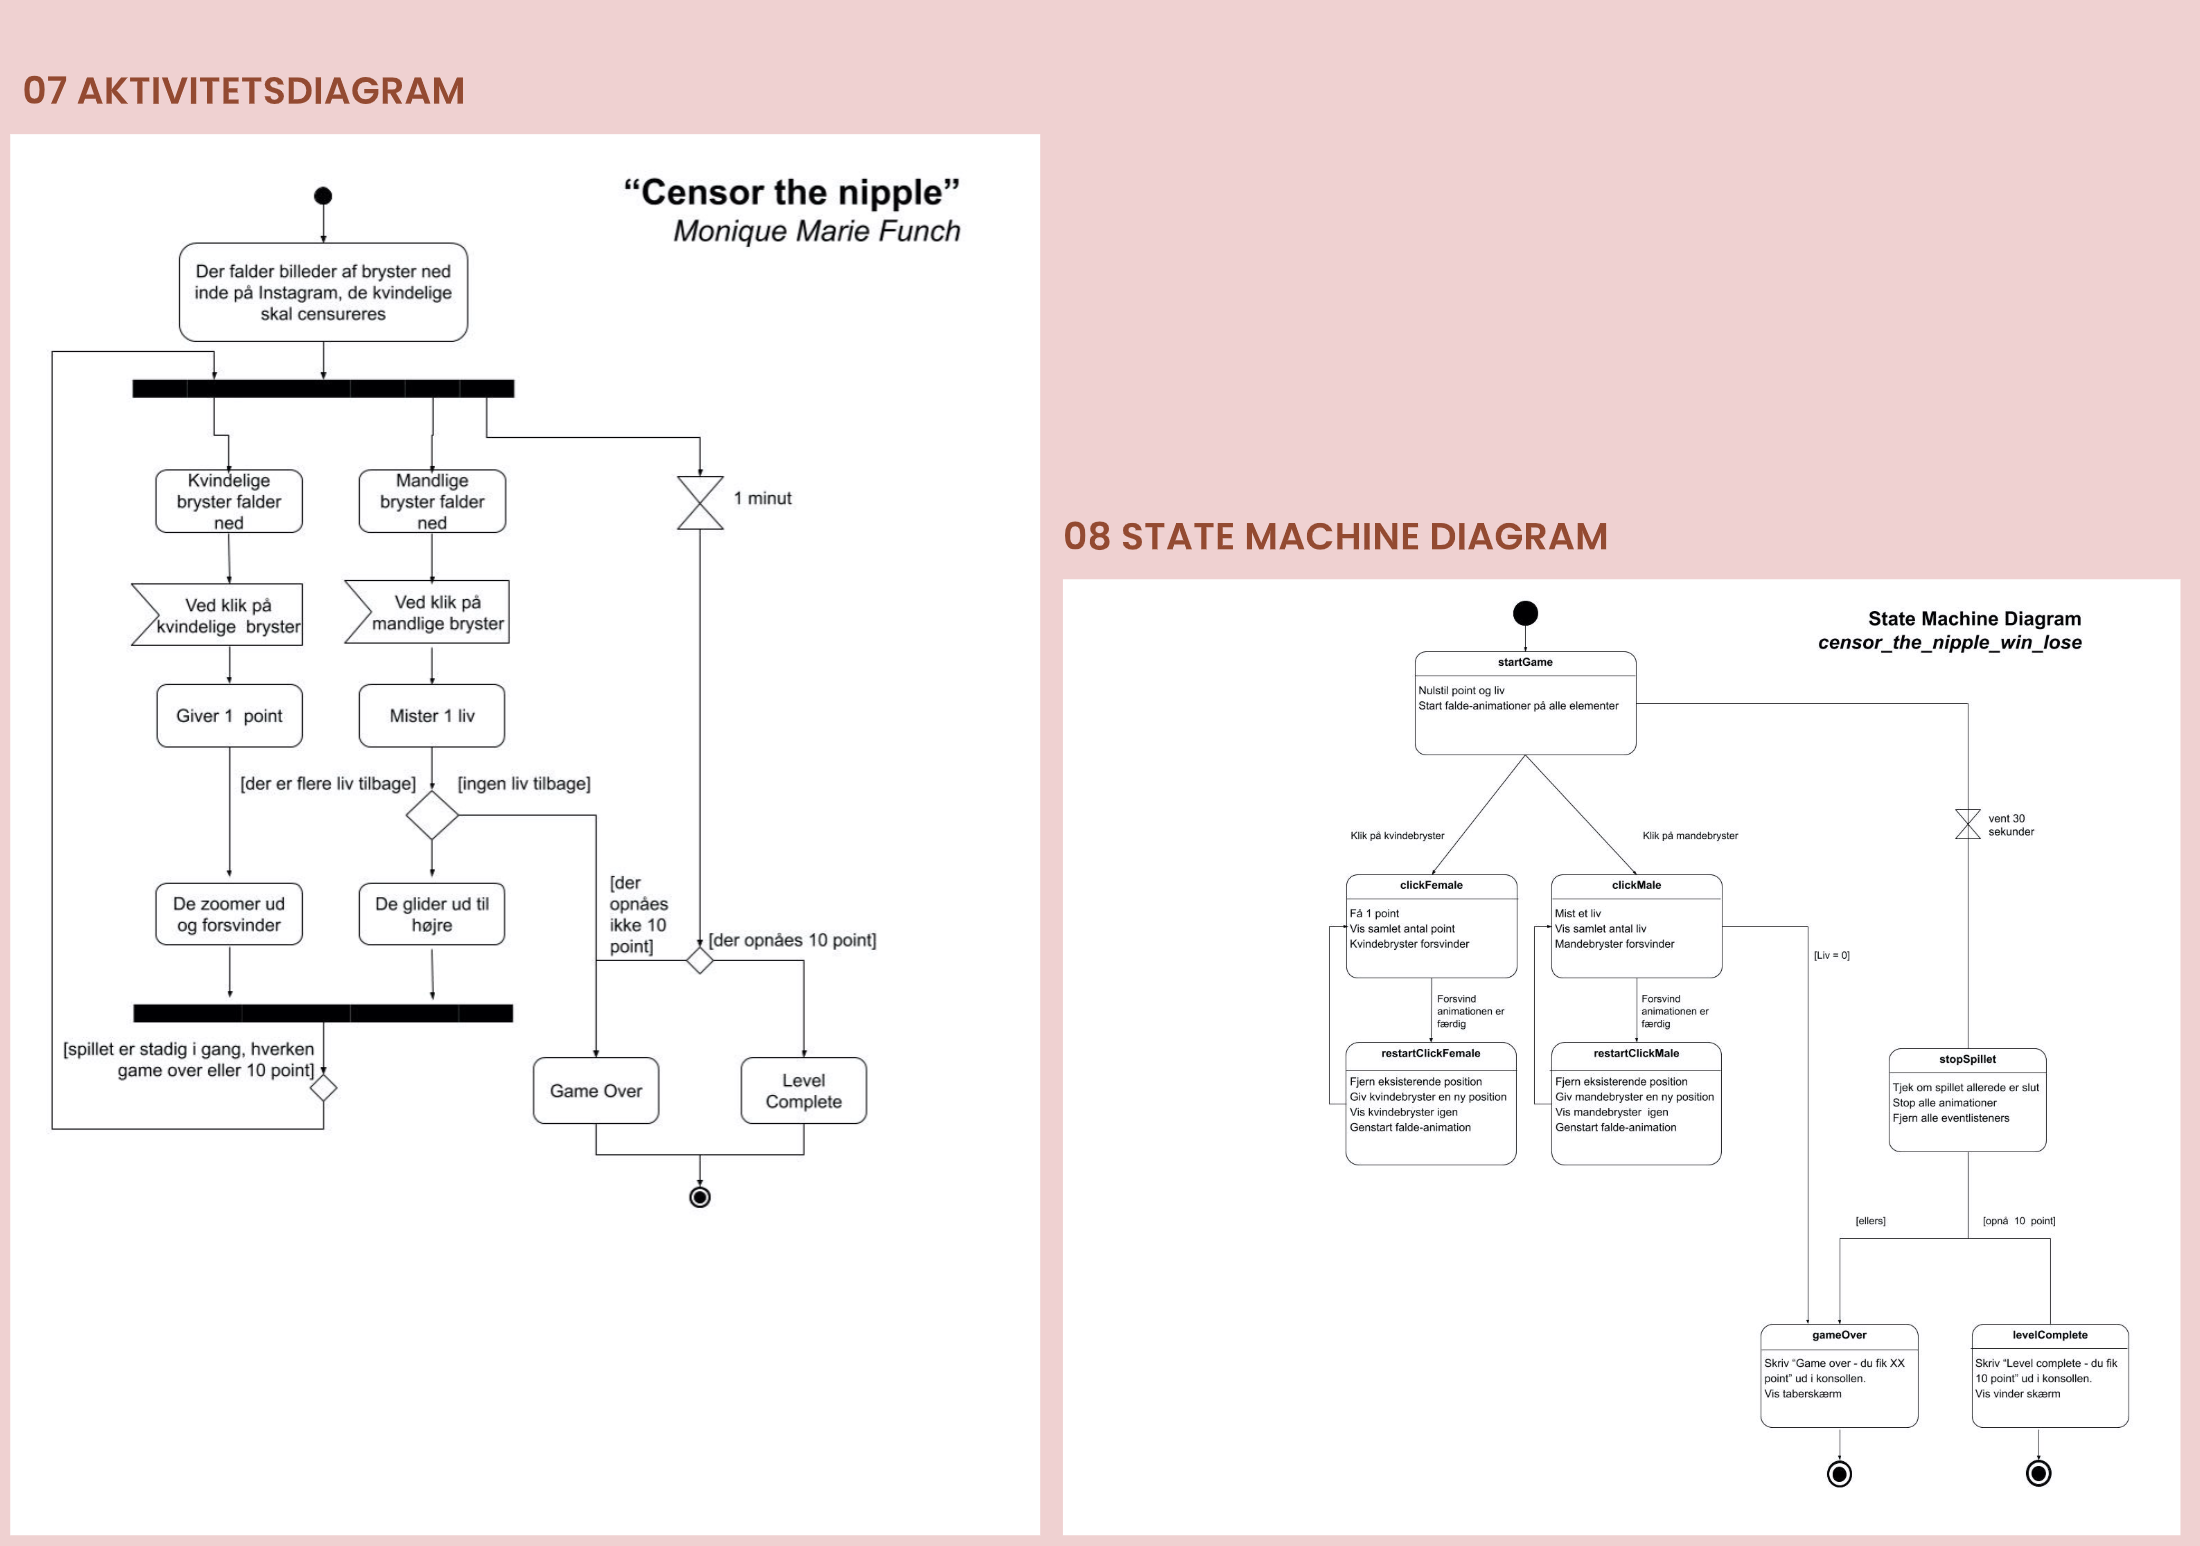 07 AKTIVITETSDIAGRAM
“Censor the nipple”
Monique Marie Funch
Der falder billeder af bryster ned
inde på Instagram, de kvindelige
skal censureres
Kvindelige
bryster falder
ned
Mandlige
bryster falder
ned
1 minut
Ved klik på
kvindelige bryster
Ved klik på
mandlige bryster
Giver 1 point
Mister 1 liv
[der er flere liv tilbage]
[ingen liv tilbage]
De zoomer ud
og forsvinder
De glider ud til
højre
[der
opnåes
ikke 10
point]
[der opnåes 10 point]
[spillet er stadig i gang, hverken
game over eller 10 point]
Game Over
Level
Complete
08 STATE MACHINE DIAGRAM
State Machine Diagram
censor_the_nipple_win_lose
startGame
Nulstil point og liv
Start falde-animationer på alle elementer
vent 30
sekunder
Klik på kvindebryster
Klik på mandebryster
clickFemale
Få 1 point
Vis samlet antal point
Kvindebryster forsvinder
clickMale
Mist et liv
Vis samlet antal liv
Mandebryster forsvinder
[Liv = 0]
Forsvind
animationen er
færdig
Forsvind
animationen er
færdig
restartClickFemale
Fjern eksisterende position
Giv kvindebryster en ny position
Vis kvindebryster igen
Genstart falde-animation
restartClickMale
Fjern eksisterende position
Giv mandebryster en ny position
Vis mandebryster igen
Genstart falde-animation
stopSpillet
Tjek om spillet allerede er slut
Stop alle animationer
Fjern alle eventlisteners
[ellers]
[opnå 10 point]
gameOver
Skriv “Game over - du fik XX
point” ud i konsollen.
Vis taberskærm
levelComplete
Skriv “Level complete - du fik
10 point” ud i konsollen.
Vis vinder skærm